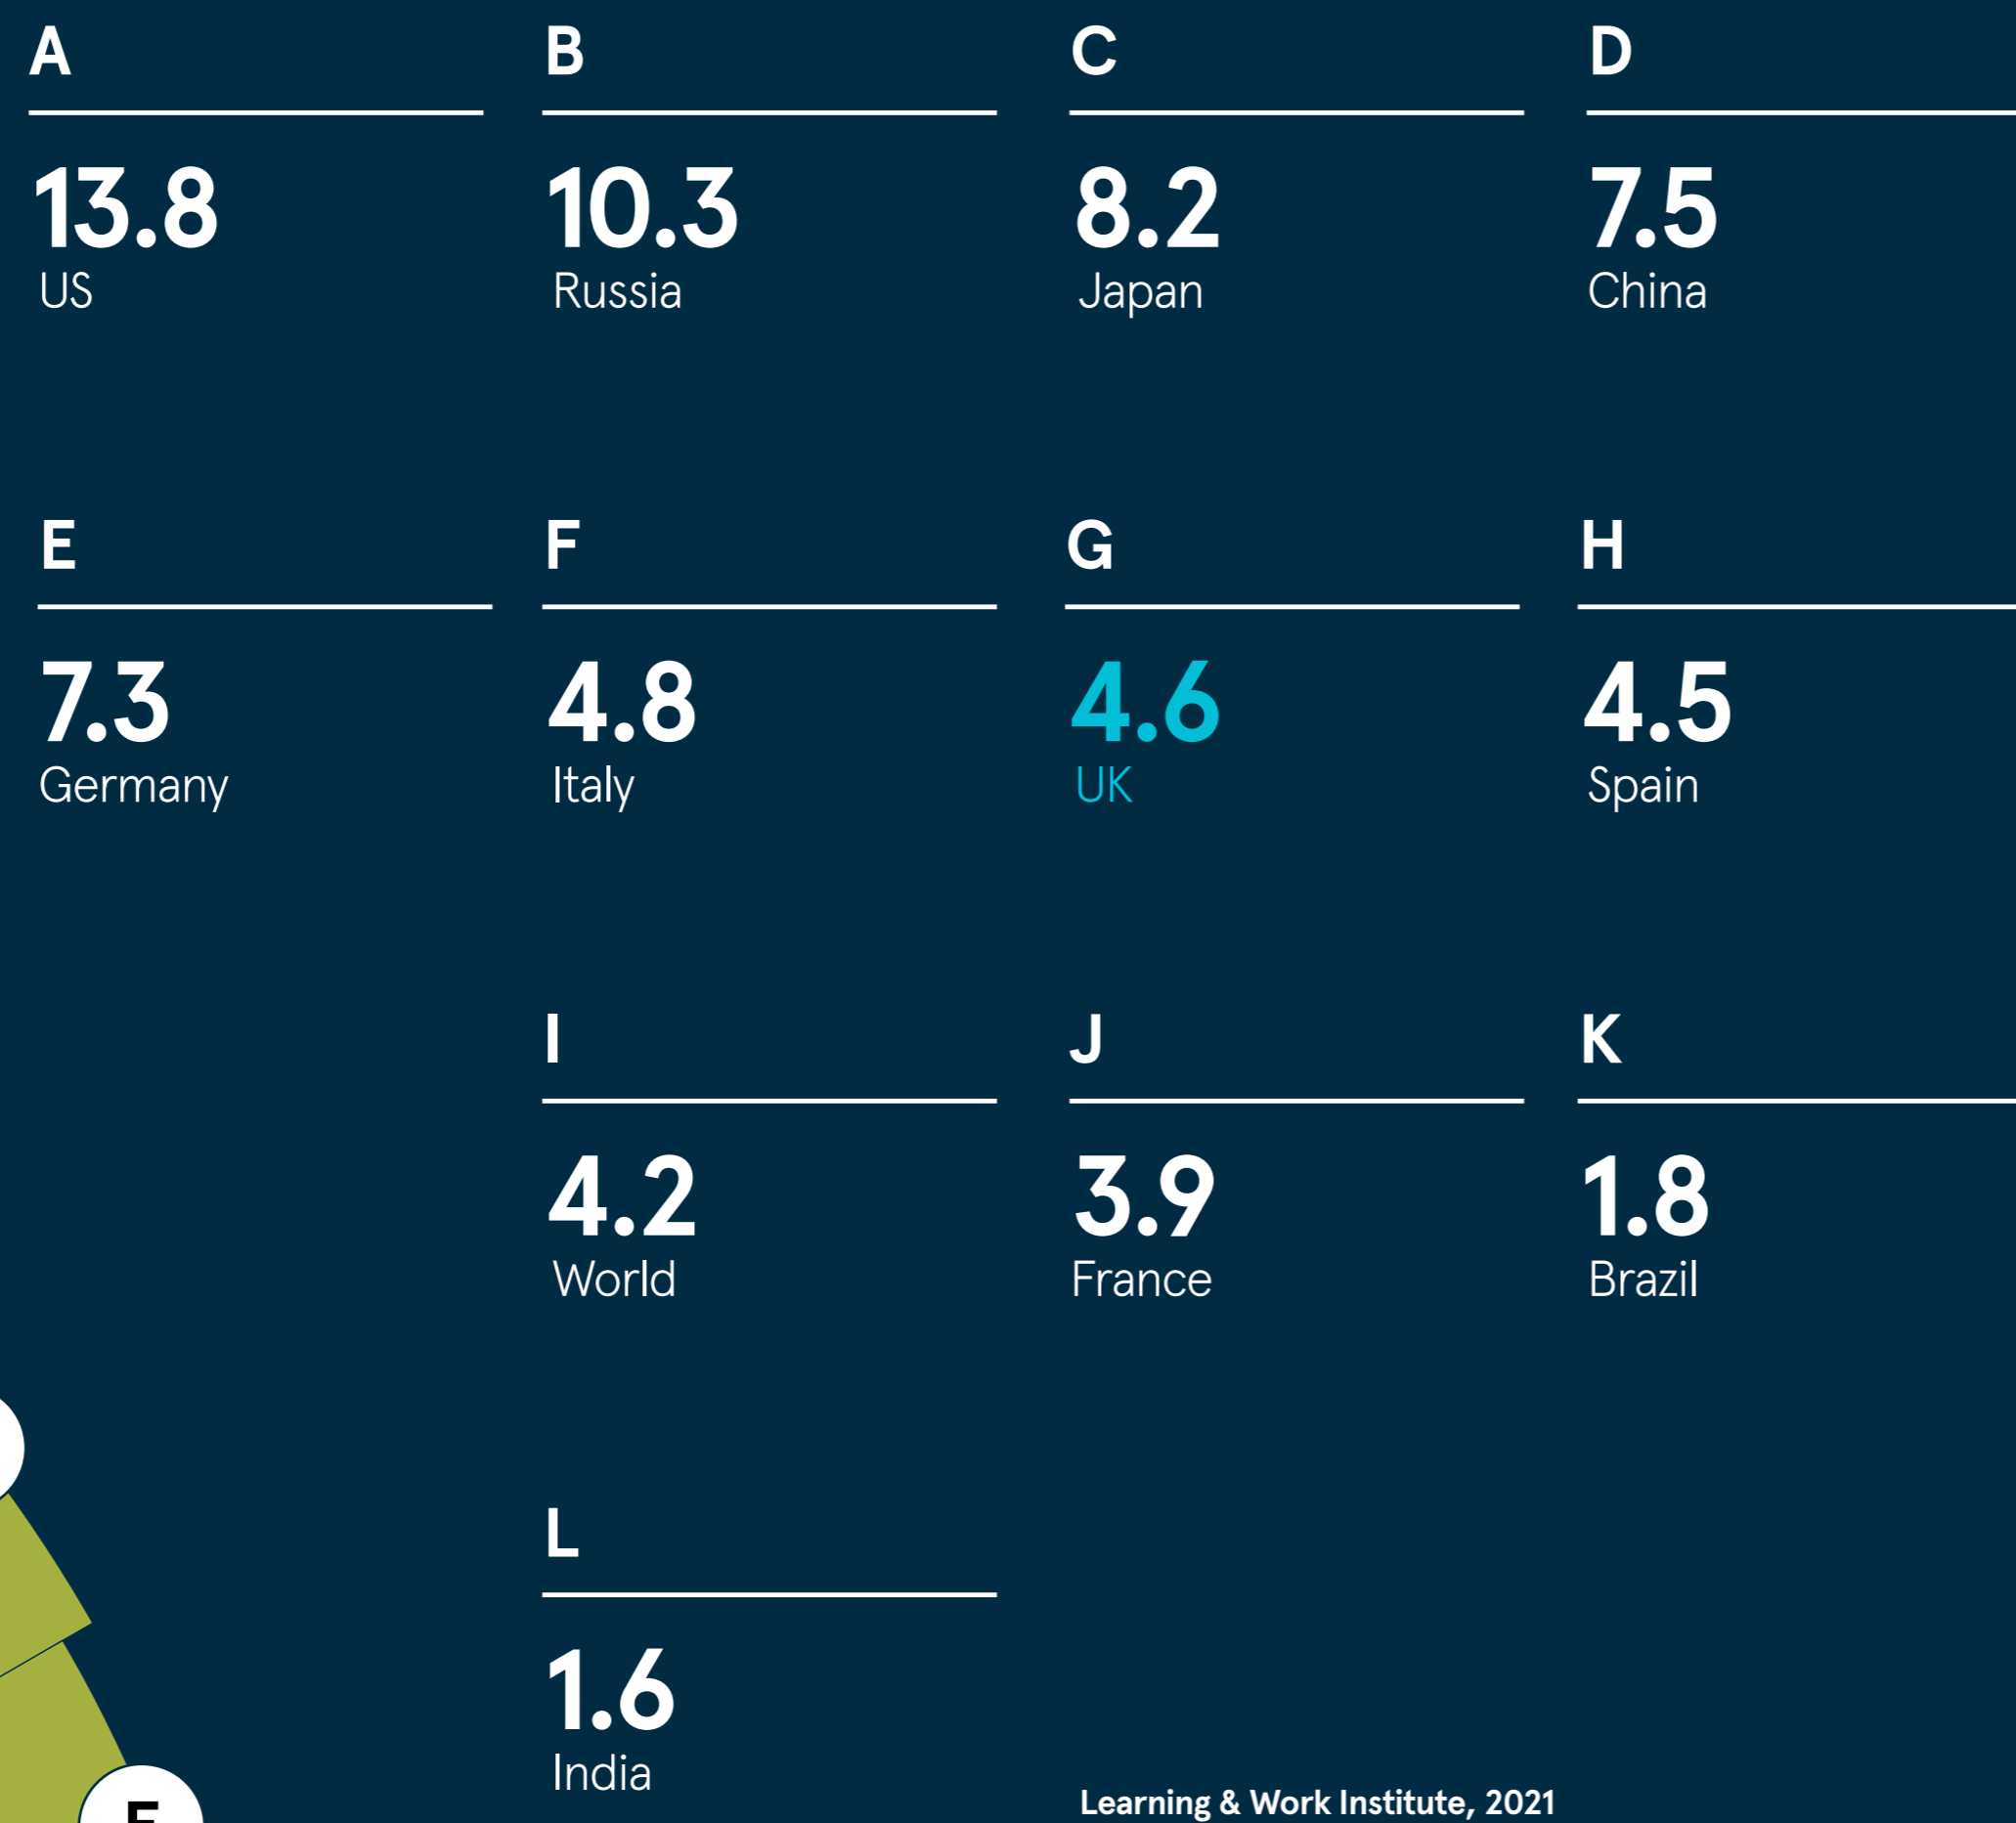 A
B
C
D
13.8
US
10.3
Russia
8.2
Japan
7.5
China
E
F
G
H
7.3
Germany
4.8
Italy
4.6
UK
4.5
Spain
I
J
K
4.2
World
3.9
France
1.8
Brazil
L
1.6
India
Learning & Work Institute, 2021